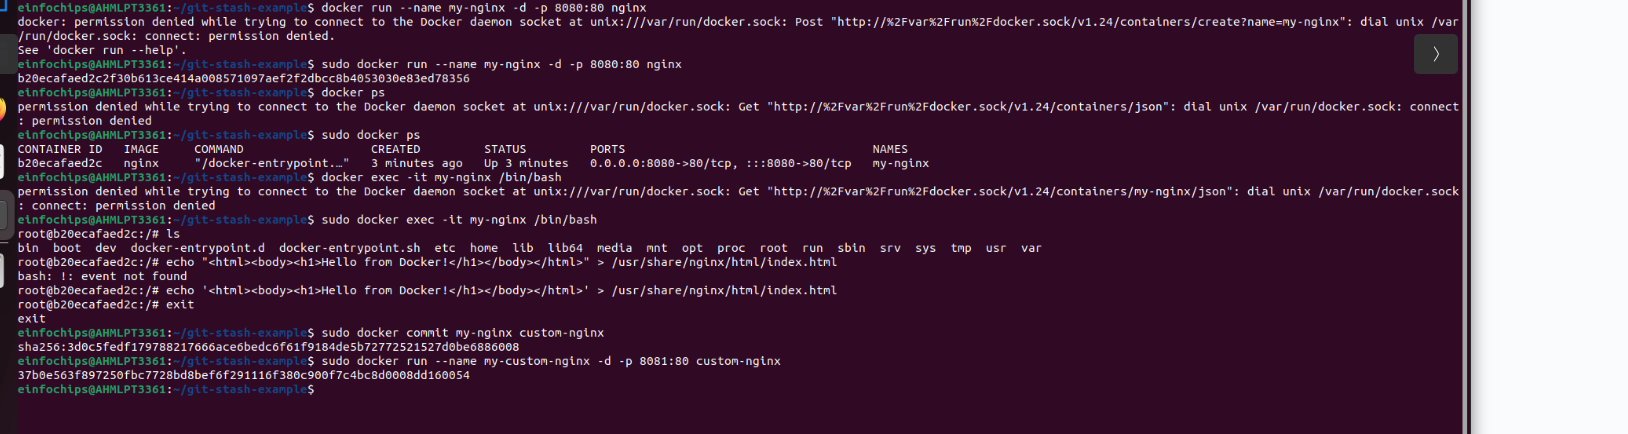 einfochips@AHMLPT3361:~/git-stash-example$ docker run --name my-nginx -d -p 8080:80 nginx
docker: permission denied while trying to connect to the Docker daemon socket at unix:///var/run/docker.sock: Post "http://%2Fvar%2Frun%2Fdocker.sock/v1.24/containers/create?name=my-nginx": dial unix /var
/run/docker.sock: connect: permission denied.
See 'docker run --help'.
einfochips@AHMLPT3361:~/git-stash-example$ sudo docker run --name my-nginx -d -p 8080:80 nginx
b20ecafaed2c2f30b613ce414a008571097aef2f2dbcc8b4053030e83ed78356
einfochips@AHMLPT3361:~/git-stash-example$ docker ps
permission denied while trying to connect to the Docker daemon socket at unix:///var/run/docker.sock: Get "http://%2Fvar%2Frun%2Fdocker.sock/v1.24/containers/json": dial unix /var/run/docker.sock: connect
: permission denied
einfochips@AHMLPT3361:~/git-stash-example$ sudo docker ps
CONTAINER ID   IMAGE     COMMAND                  CREATED         STATUS         PORTS                                   NAMES
b20ecafaed2c   nginx     "/docker-entrypoint.…"   3 minutes ago   Up 3 minutes   0.0.0.0:8080->80/tcp, :::8080->80/tcp   my-nginx
einfochips@AHMLPT3361:~/git-stash-example$ docker exec -it my-nginx /bin/bash
permission denied while trying to connect to the Docker daemon socket at unix:///var/run/docker.sock: Get "http://%2Fvar%2Frun%2Fdocker.sock/v1.24/containers/my-nginx/json": dial unix /var/run/docker.sock
: connect: permission denied
einfochips@AHMLPT3361:~/git-stash-example$ sudo docker exec -it my-nginx /bin/bash
root@b20ecafaed2c:/# ls
bin  boot  dev  docker-entrypoint.d  docker-entrypoint.sh  etc  home  lib  lib64  media  mnt  opt  proc  root  run  sbin  srv  sys  tmp  usr  var
root@b20ecafaed2c:/# echo "<html><body><h1>Hello from Docker!</h1></body></html>" > /usr/share/nginx/html/index.html
bash: !: event not found
root@b20ecafaed2c:/# echo '<html><body><h1>Hello from Docker!</h1></body></html>' > /usr/share/nginx/html/index.html
root@b20ecafaed2c:/# exit
exit
einfochips@AHMLPT3361:~/git-stash-example$ sudo docker commit my-nginx custom-nginx
sha256:3d0c5fedf179788217666ace6bedc6f61f9184de5b72772521527d0be6886008
einfochips@AHMLPT3361:~/git-stash-example$ sudo docker run --name my-custom-nginx -d -p 8081:80 custom-nginx
37b0e563f897250fbc7728bd8bef6f291116f380c900f7c4bc8d0008dd160054
einfochips@AHMLPT3361:~/git-stash-example$